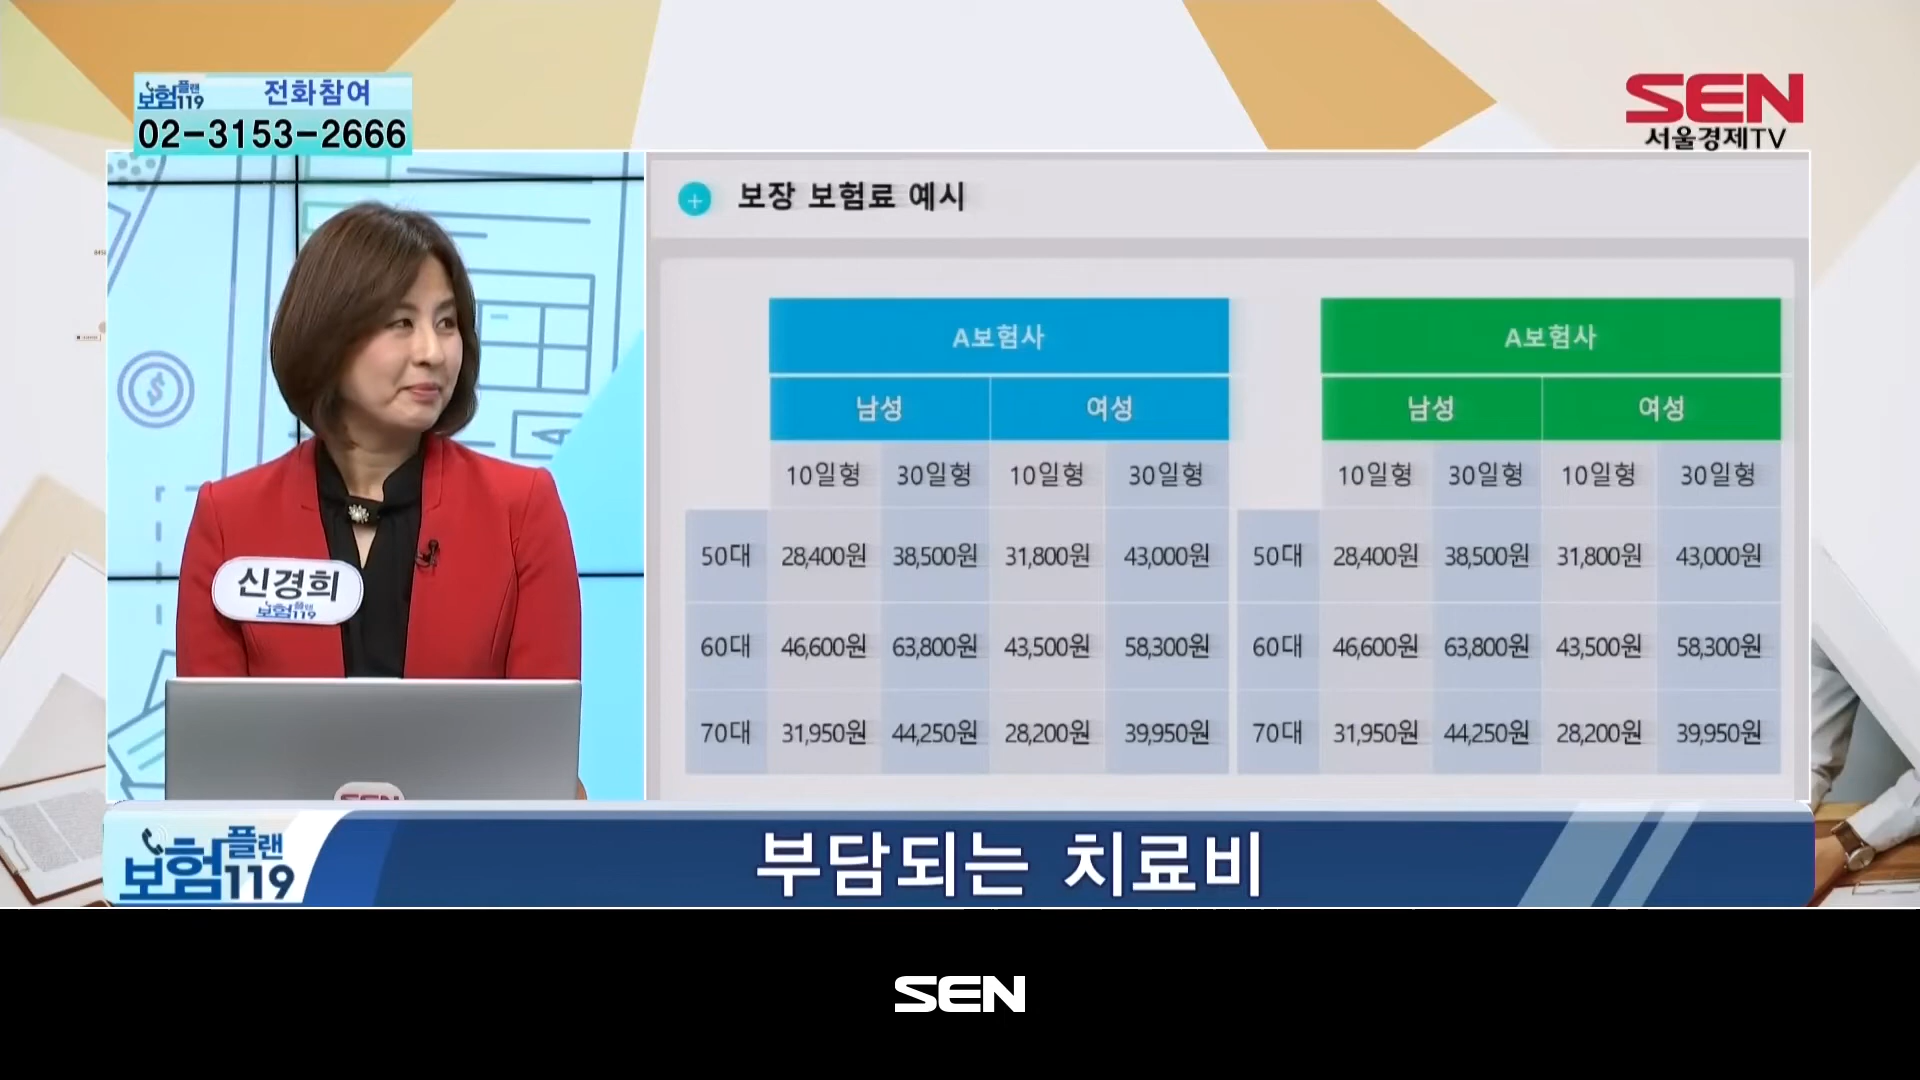 보험플랜119 전화참여
02-3153-2666
SEN
서울경제TV
보장 보험료 예시
A보험사 A보험사
남성 여성 남성 여성
10일형 30일형 10일형 30일형 10일형 30일형 10일형 30일형
50대 28,400원 38,500원 31,800원 43,000원 50대 28,400원 38,500원 31,800원 43,000원
60대 46,600원 63,800원 43,500원 58,300원 60대 46,600원 63,800원 43,500원 58,300원
70대 31,950원 44,250원 28,200원 39,950원 70대 31,950원 44,250원 28,200원 39,950원
신경희
보험플랜119
SEN
보험플랜119
부담되는 치료비
SEN